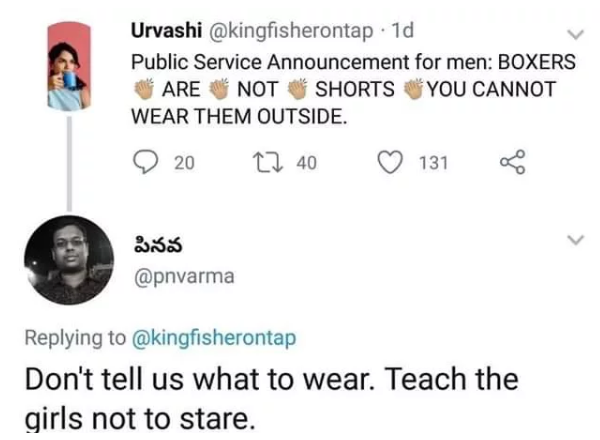 Urvashi @kingfisherontap · 1d
Public Service Announcement for men: BOXERS
👏🏽 ARE 👏🏽 NOT 👏🏽 SHORTS 👏🏽YOU CANNOT
WEAR THEM OUTSIDE.
20 40 131
పినవ
@pnvarma
Replying to @kingfisherontap
Don't tell us what to wear. Teach the
girls not to stare.